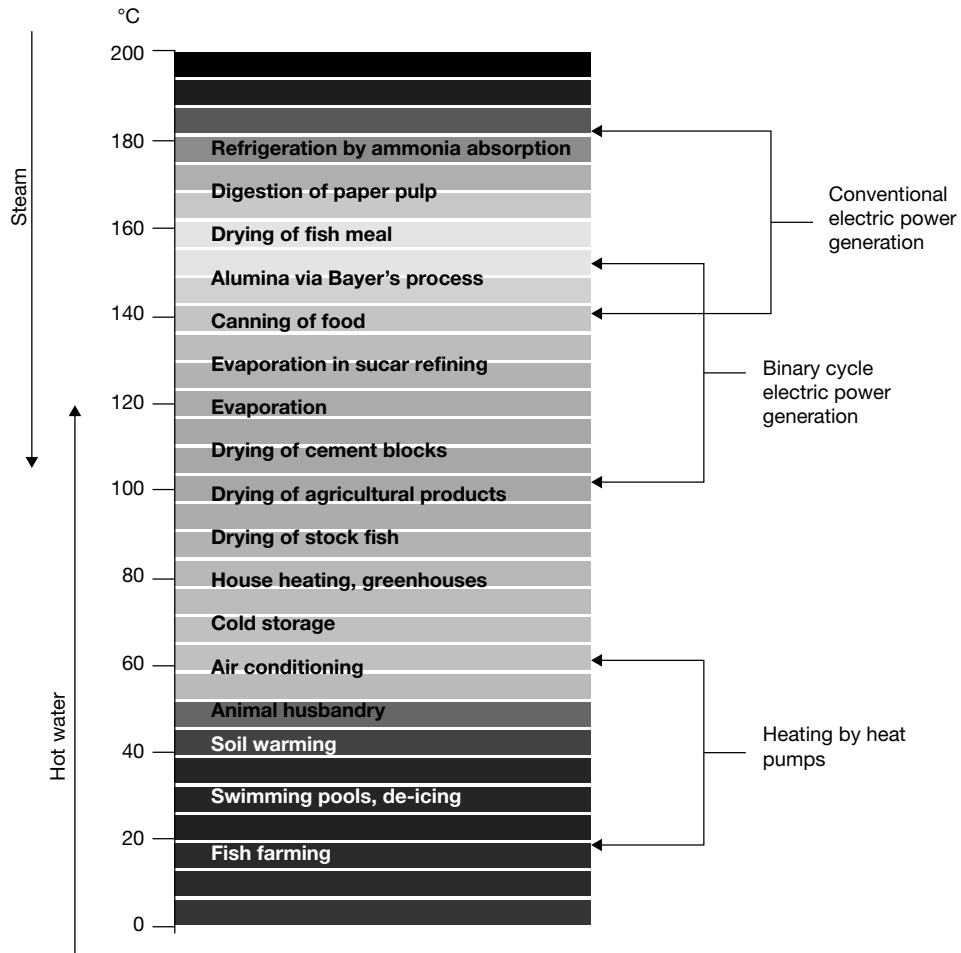 °C
200
180
160
140
120
100
80
60
40
20
0
Steam
Hot water
Refrigeration by ammonia absorption
Digestion of paper pulp
Drying of fish meal
Alumina via Bayer’s process
Canning of food
Evaporation in sucar refining
Evaporation
Drying of cement blocks
Drying of agricultural products
Drying of stock fish
House heating, greenhouses
Cold storage
Air conditioning
Animal husbandry
Soil warming
Swimming pools, de-icing
Fish farming
Conventional
electric power
generation
Binary cycle
electric power
generation
Heating by heat
pumps